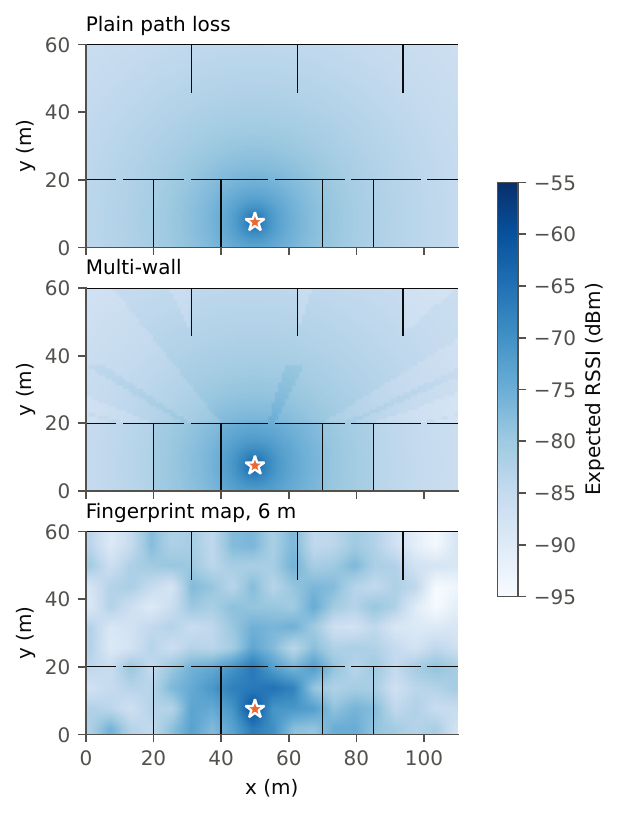 Plain path loss
60
40
20
0
y (m)
Multi-wall
60
40
20
0
y (m)
Fingerprint map, 6 m
60
40
20
0
y (m)
0 20 40 60 80 100
x (m)
−55
−60
−65
−70
−75
−80
−85
−90
−95
Expected RSSI (dBm)